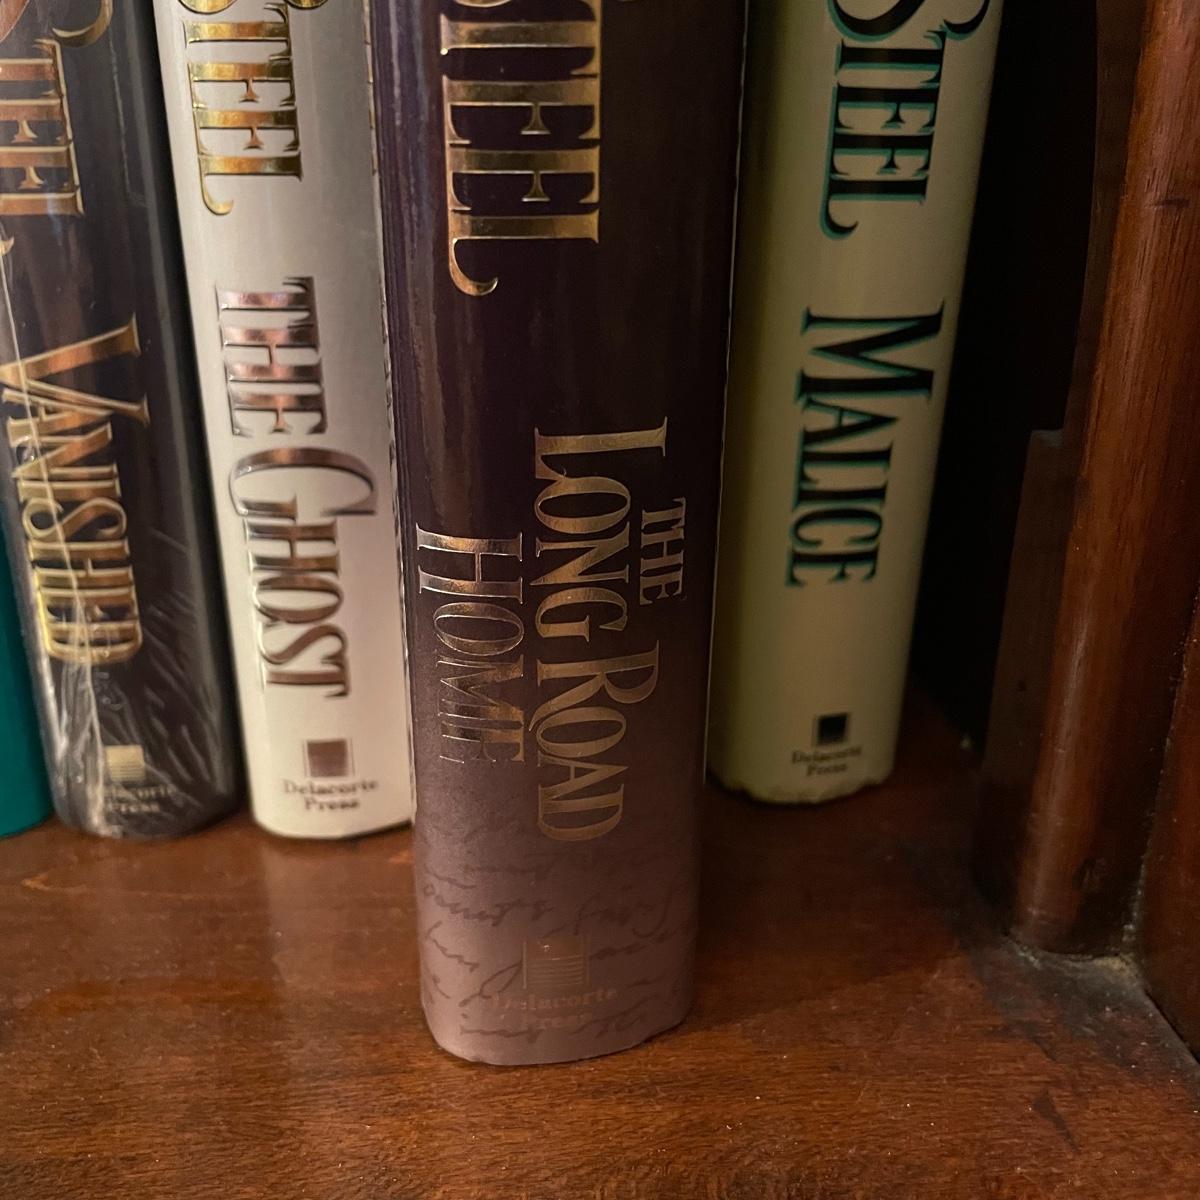 STEEL
VANISHED
Delacorte
Press
STEEL
THE GHOST
Delacorte
Press
STEEL
THE
LONG ROAD
HOME
Delacorte
Press
STEEL
MALICE
Delacorte
Press